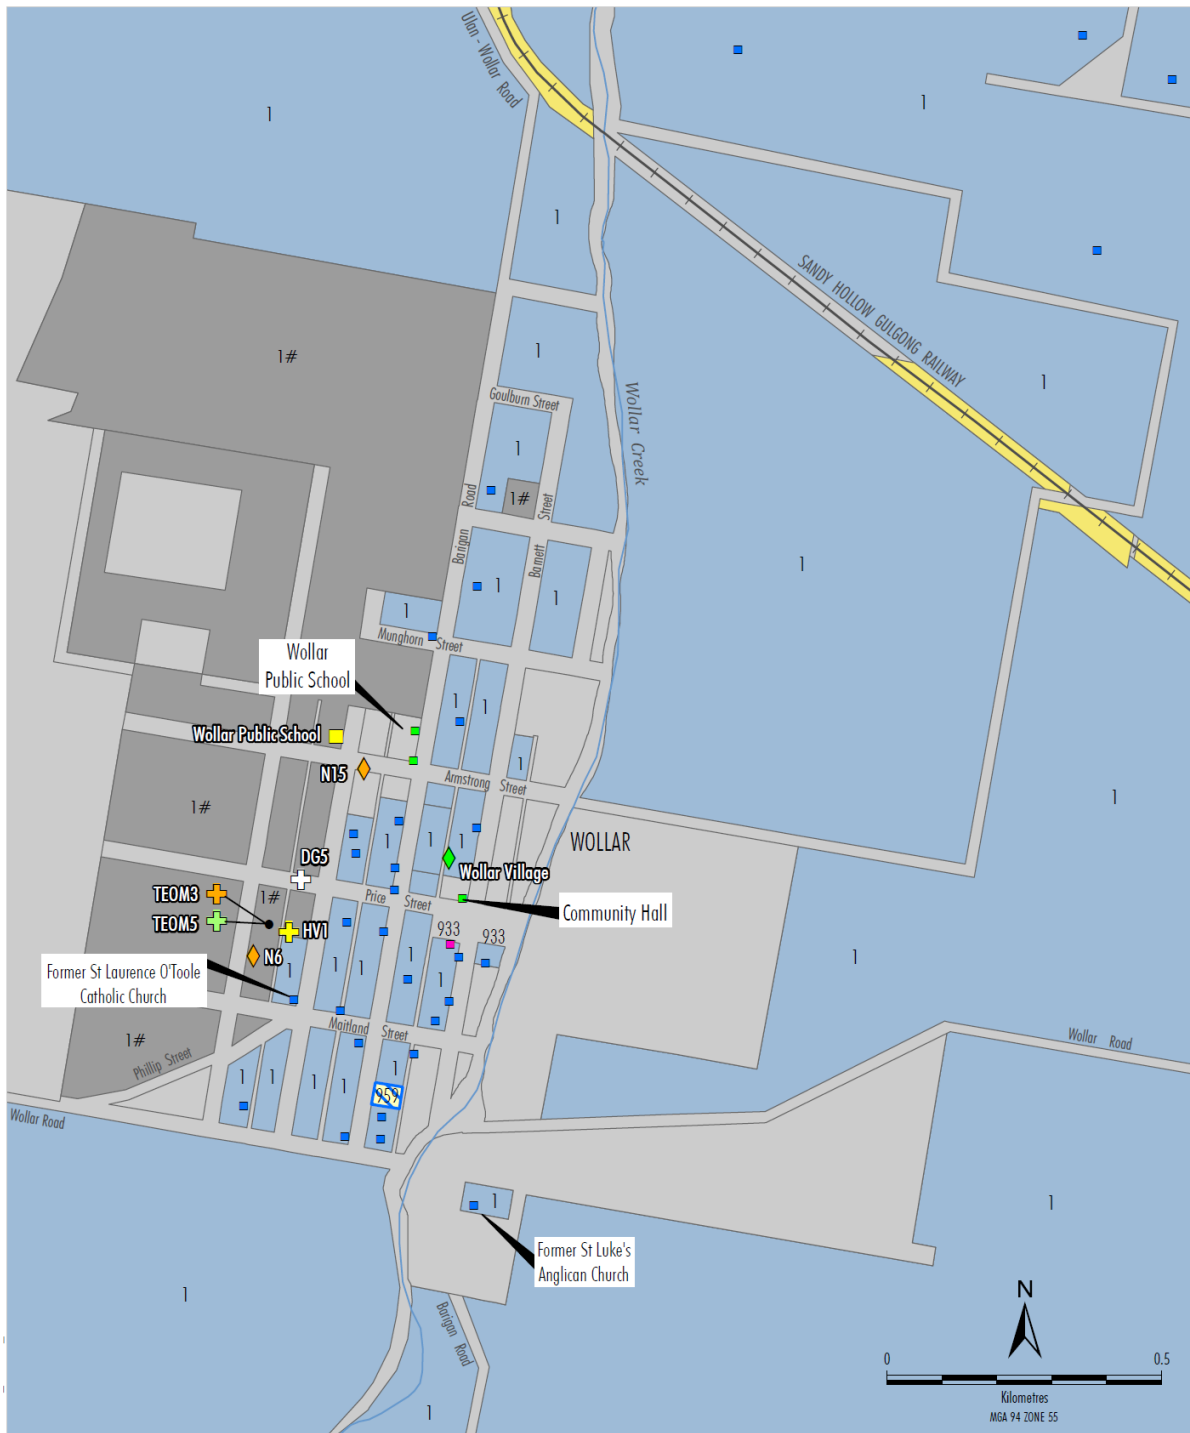 Ulan - Wollar Road
1
1
1
SANDY HOLLOW GULGONG RAILWAY
1#
1
1
Goulburn Street
Wollar Creek
1
1#
Barigan Road
Barnett Street
1
1
1
1
Munghorn Street
Wollar
Public School
1
1
Wollar Public School
N15
1
Armstrong Street
1#
1
1
1
1
WOLLAR
DG5
Wollar Village
TEOM3
1#
Price Street
Community Hall
TEOM5
HV1
933
933
N6
Former St Laurence O'Toole
Catholic Church
1
1
1
1
1
1
Maitland Street
1#
Phillip Street
Wollar Road
1
1
1
1
1
959
Wollar Road
1
1
Former St Luke's
Anglican Church
1
Barigan Road
1
N
0
0.5
Kilometres
MGA 94 ZONE 55